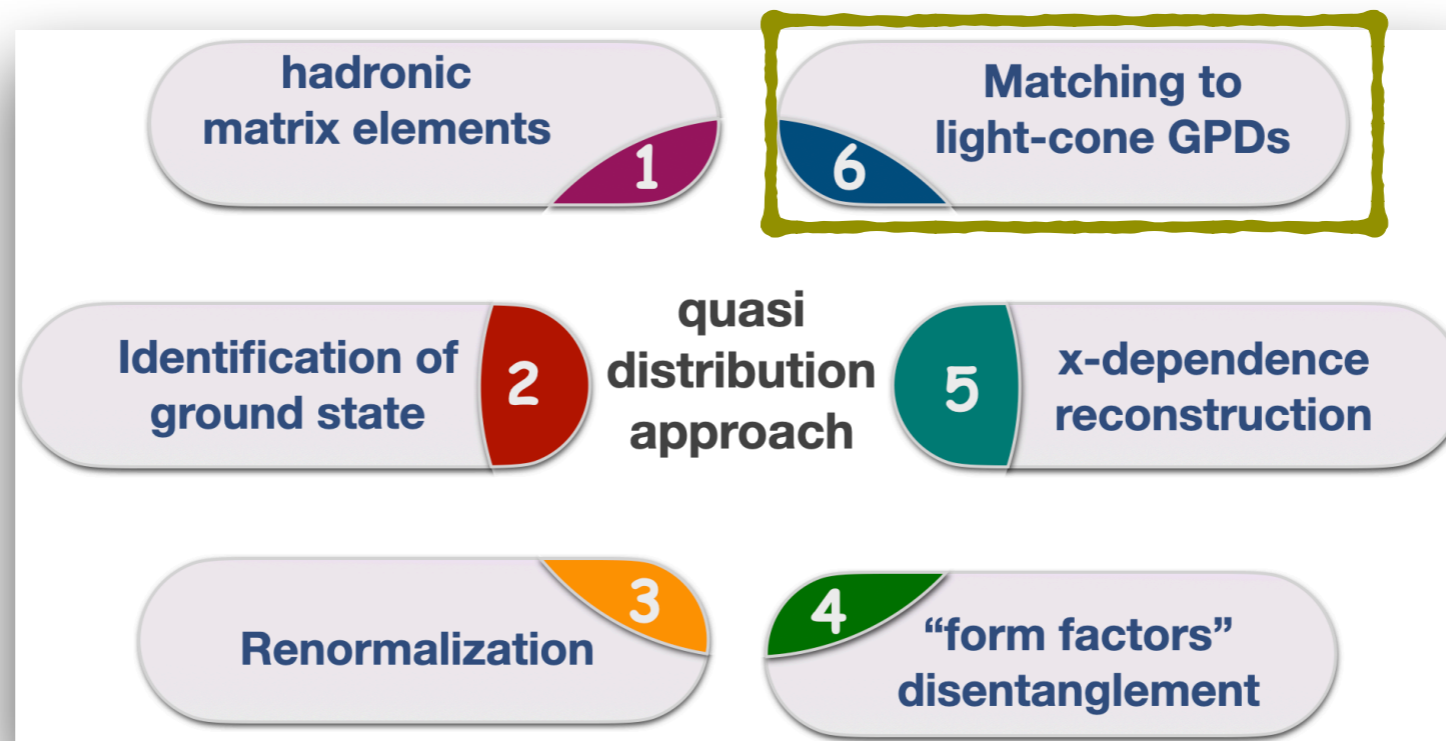 hadronic
matrix elements
1
Matching to
light-cone GPDs
6
Identification of
ground state
2
quasi
distribution
approach
5
x-dependence
reconstruction
Renormalization
3
4
“form factors”
disentanglement